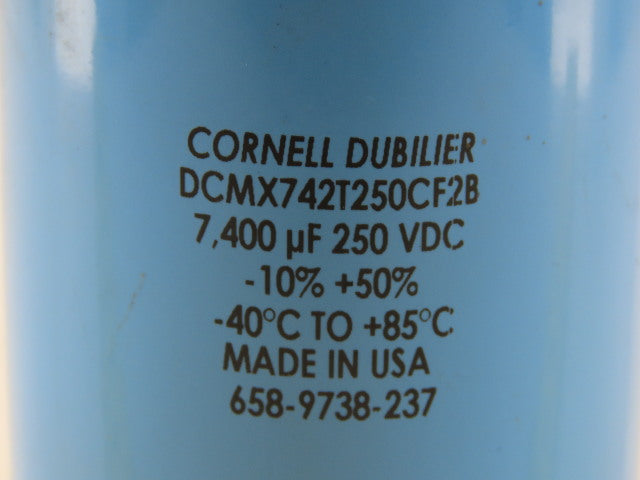 CORNELL DUBILIER
DCMX742T250CF2B
7,400 µF 250 VDC
-10% +50%
-40°C TO +85°C
MADE IN USA
658-9738-237